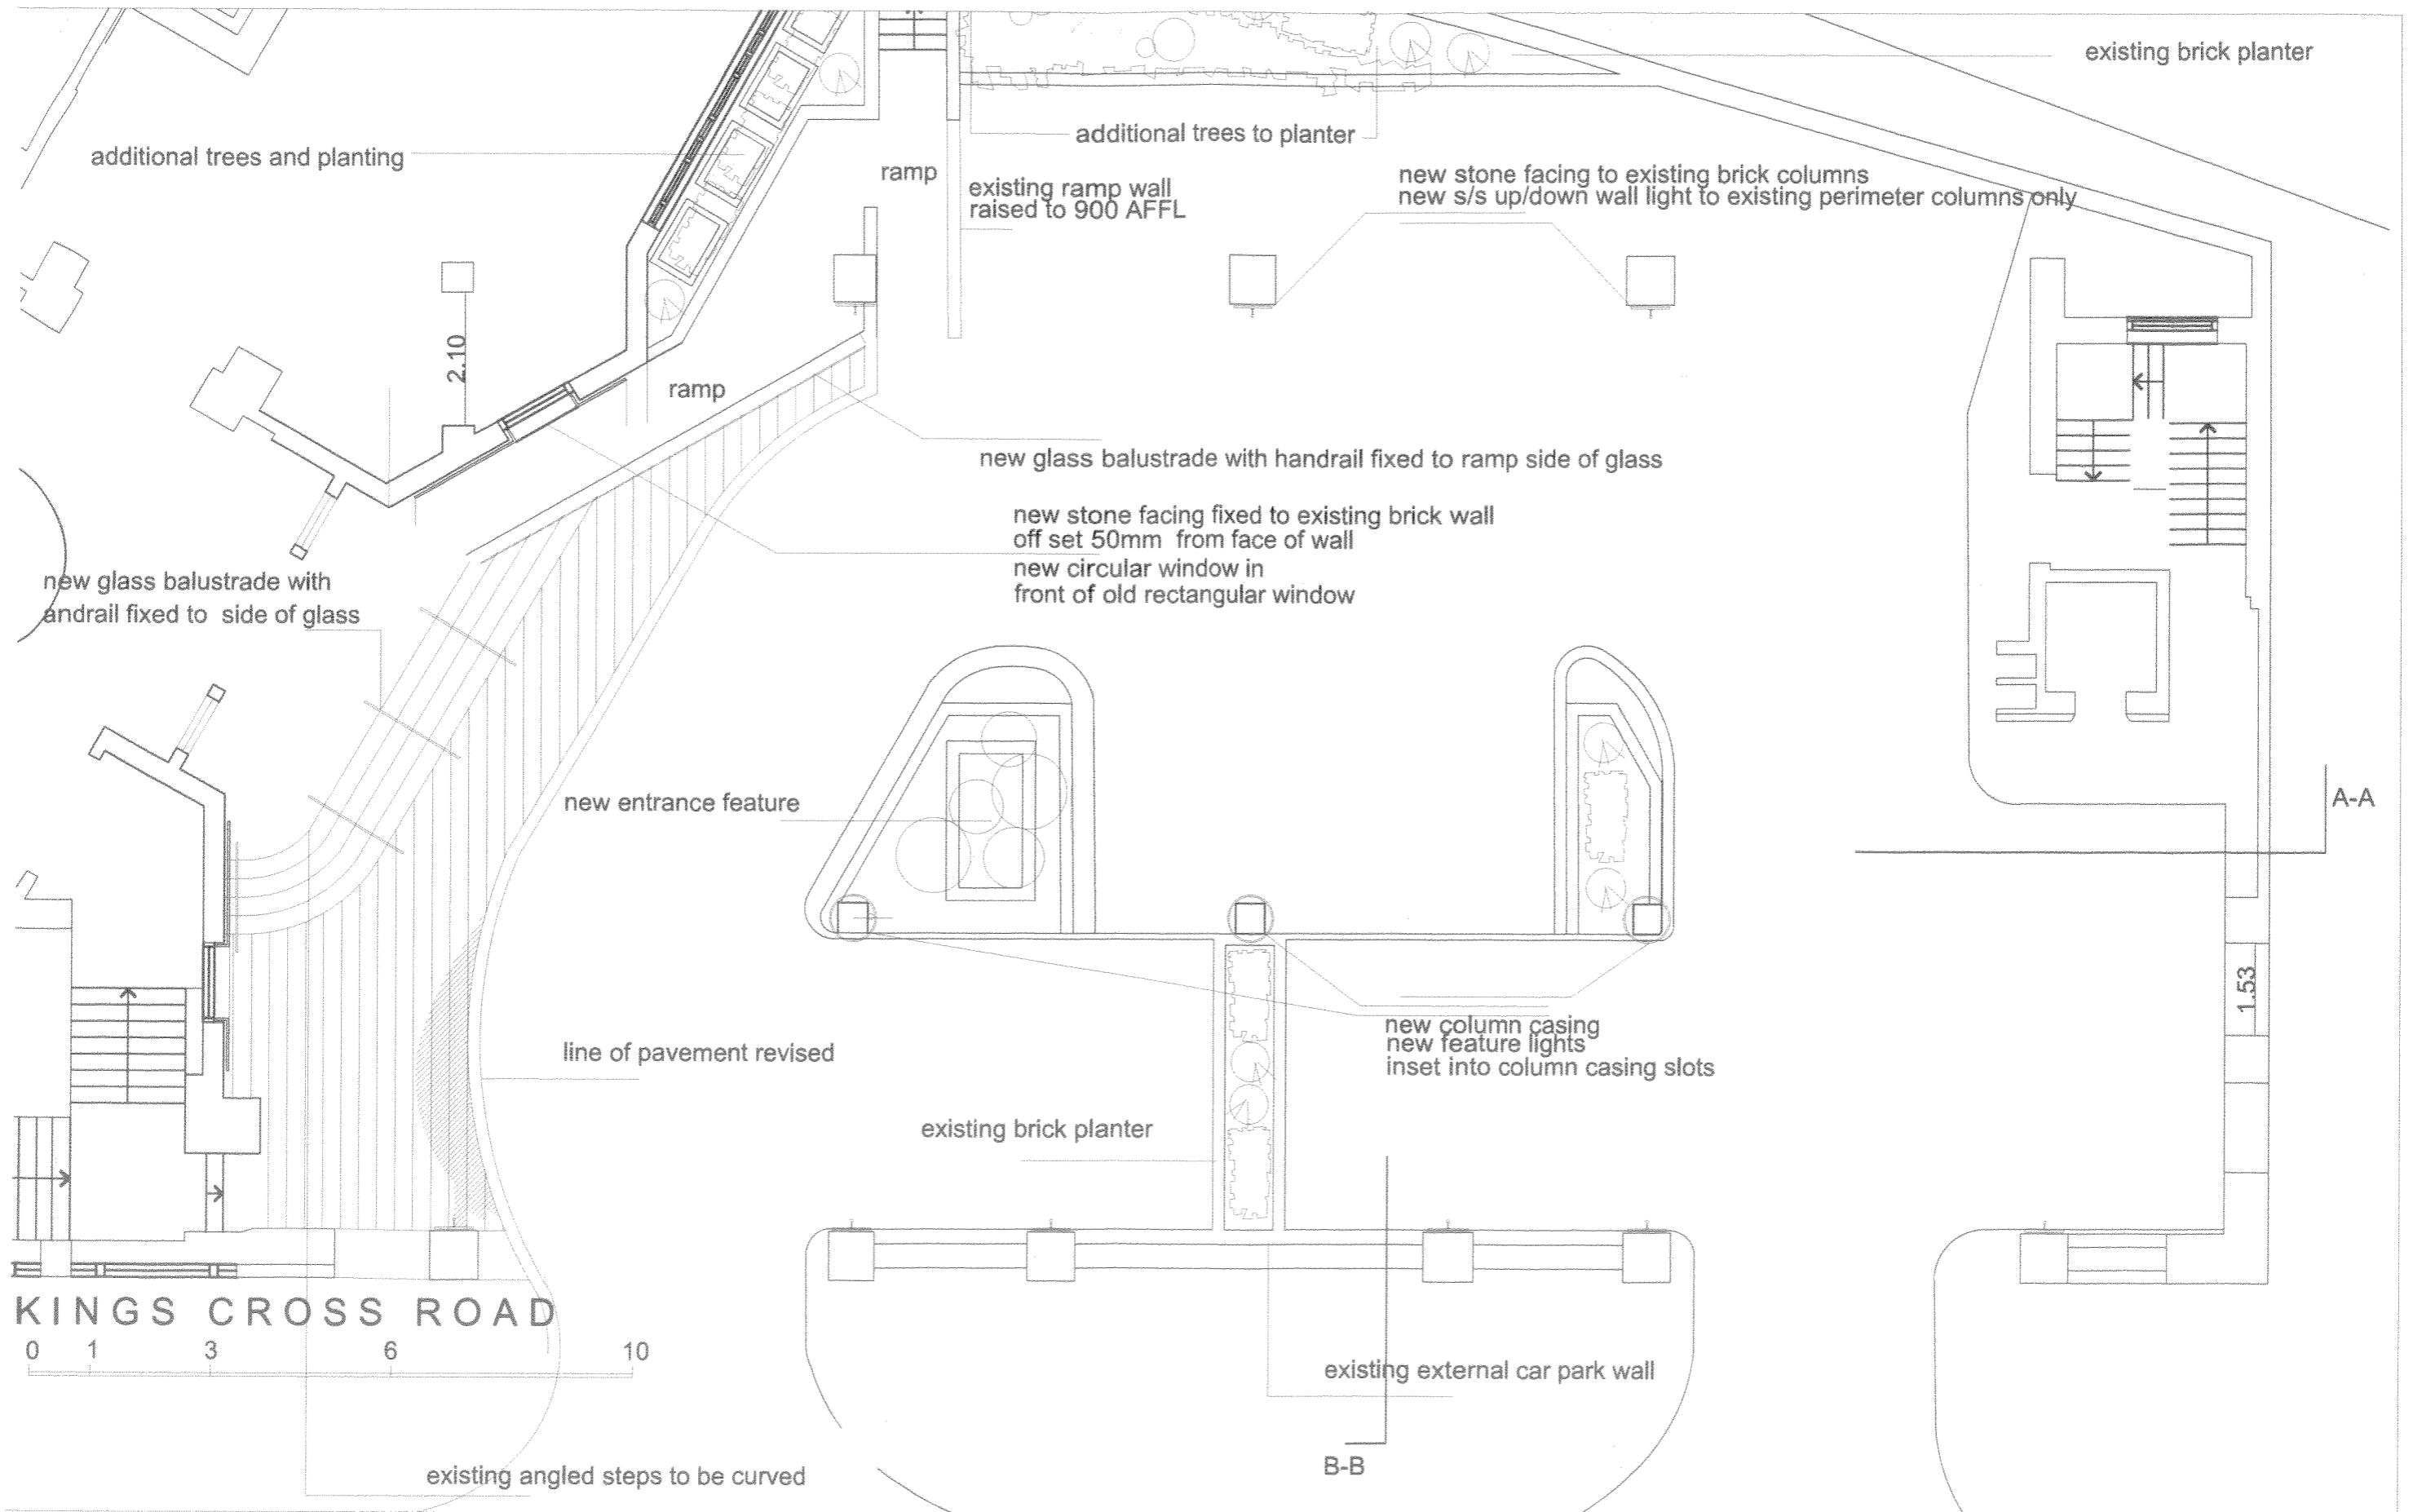 existing brick planter
additional trees to planter
additional trees and planting
ramp
existing ramp wall
raised to 900 AFFL
new stone facing to existing brick columns
new s/s up/down wall light to existing perimeter columns only
2.10
ramp
new glass balustrade with handrail fixed to ramp side of glass
new stone facing fixed to existing brick wall
off set 50mm from face of wall
new circular window in
front of old rectangular window
new glass balustrade with
andrail fixed to side of glass
new entrance feature
A-A
1.53
new column casing
new feature lights
inset into column casing slots
line of pavement revised
existing brick planter
KINGS CROSS ROAD
0 1 3 6 10
existing external car park wall
B-B
existing angled steps to be curved